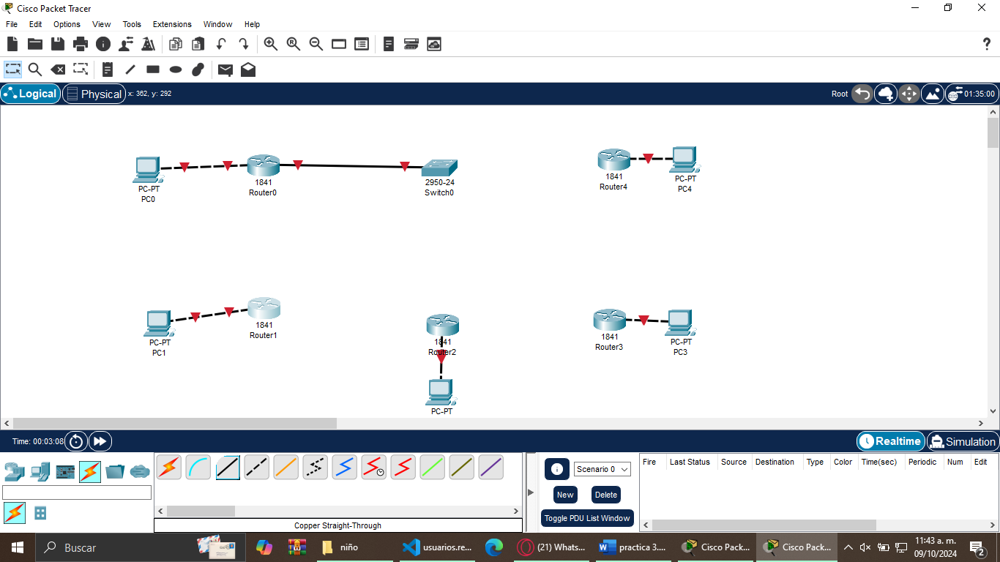 Cisco Packet Tracer
File Edit Options View Tools Extensions Window Help
Logical Physical x: 362, y: 292 Root 01:35:00
PC-PT
PC0
1841
Router0
2950-24
Switch0
1841
Router4
PC-PT
PC4
PC-PT
PC1
1841
Router1
1841
Router2
PC-PT
1841
Router3
PC-PT
PC3
Time: 00:03:08 Realtime Simulation
Scenario 0
New Delete
Toggle PDU List Window
Fire Last Status Source Destination Type Color Time(sec) Periodic Num Edit
Copper Straight-Through
Buscar niño usuarios.re... (21) Whats... practica 3.... Cisco Pack... Cisco Pack...
11:43 a. m.
09/10/2024
2